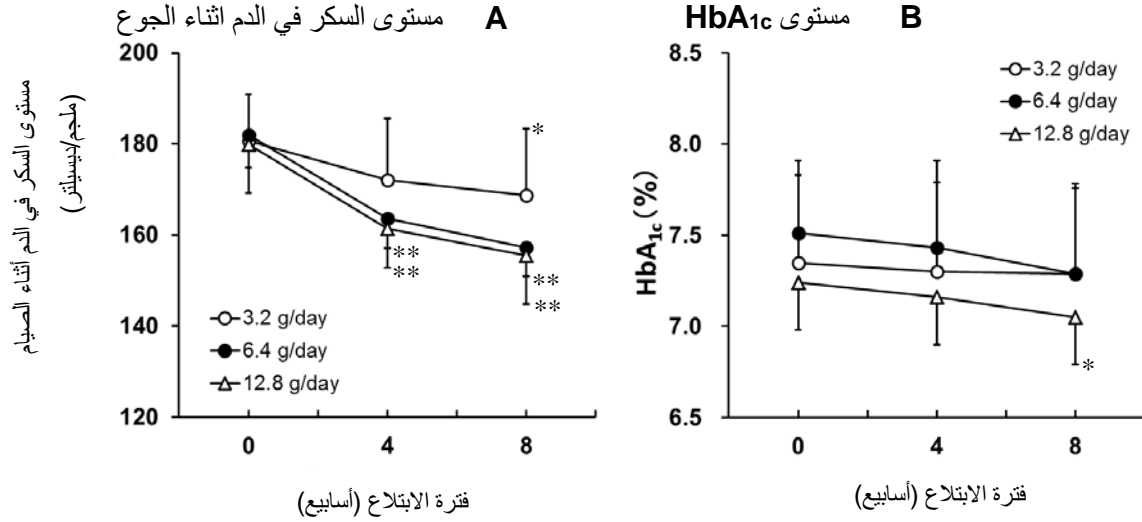 مستوى السكر في الدم اثناء الجوع A
مستوى السكر في الدم أثناء الصيام
(ملجم/ديسيلتر)
200
180
160
140
120
*
**
**
**
**
3.2 g/day
6.4 g/day
12.8 g/day
0 4 8
فترة الابتلاع (أسابيع)
مستوى HbA1c B
HbA1c (%)
8.5
8.0
7.5
7.0
6.5
3.2 g/day
6.4 g/day
12.8 g/day
*
0 4 8
فترة الابتلاع (أسابيع)